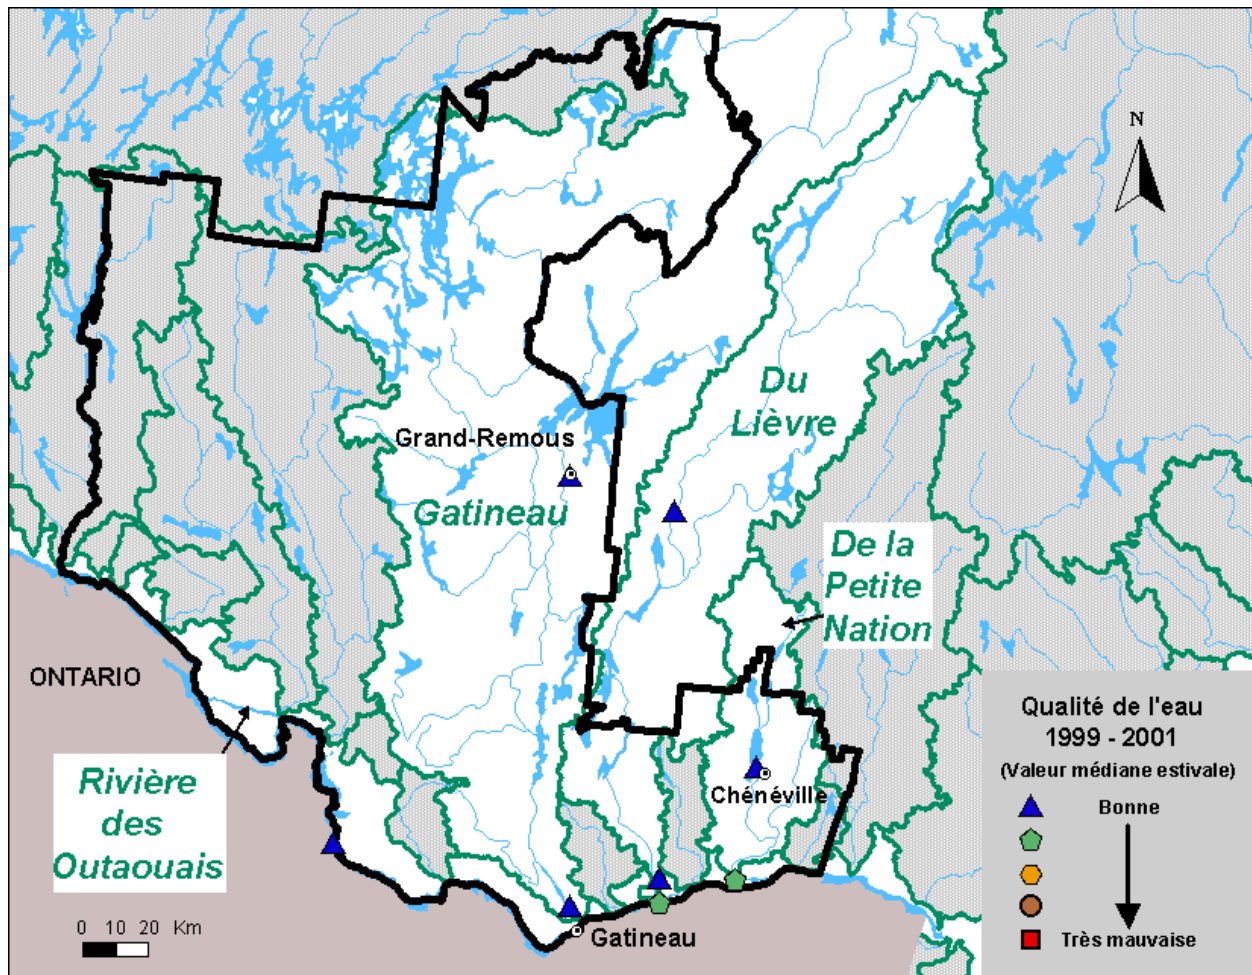 N
Du
Lièvre
Grand-Remous
Gatineau
De la
Petite
Nation
ONTARIO
Rivière
des
Outaouais
Chénéville
Gatineau
0 10 20 Km
Qualité de l'eau
1999 - 2001
(Valeur médiane estivale)
Bonne
Très mauvaise